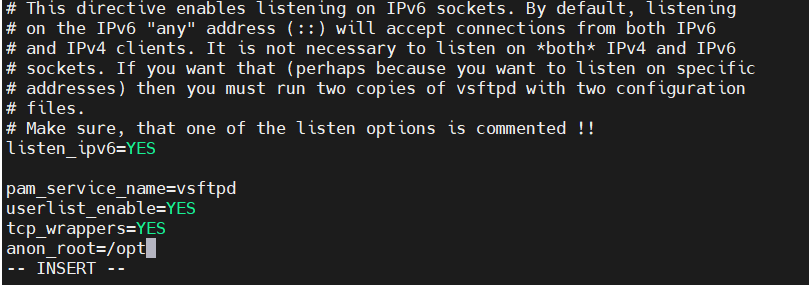 # This directive enables listening on IPv6 sockets. By default, listening
# on the IPv6 "any" address (::) will accept connections from both IPv6
# and IPv4 clients. It is not necessary to listen on *both* IPv4 and IPv6
# sockets. If you want that (perhaps because you want to listen on specific
# addresses) then you must run two copies of vsftpd with two configuration
# files.
# Make sure, that one of the listen options is commented !!
listen_ipv6=YES

pam_service_name=vsftpd
userlist_enable=YES
tcp_wrappers=YES
anon_root=/opt
-- INSERT --